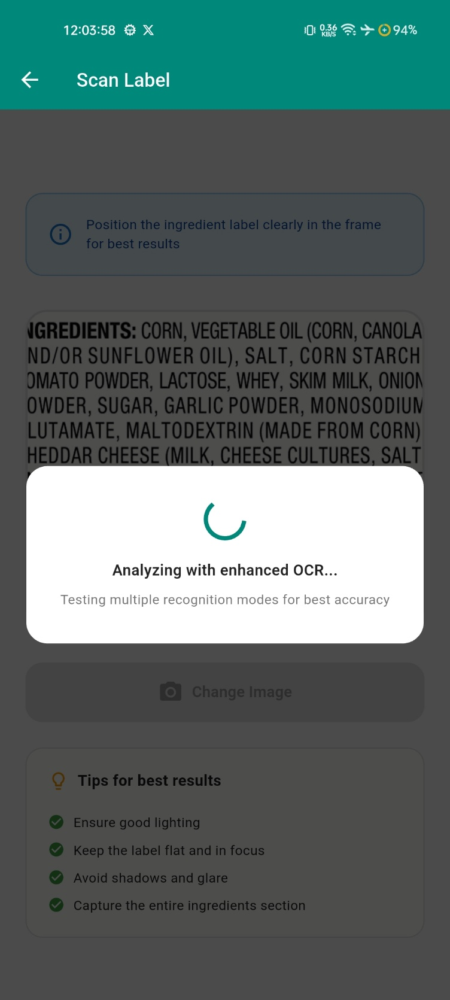 12:03:58
0.36
KB/S
94%
Scan Label
Position the ingredient label clearly in the frame
for best results
NGREDIENTS: CORN, VEGETABLE OIL (CORN, CANOLA
ND/OR SUNFLOWER OIL), SALT, CORN STARCH
OMATO POWDER, LACTOSE, WHEY, SKIM MILK, ONION
OWDER, SUGAR, GARLIC POWDER, MONOSODIUM
LUTAMATE, MALTODEXTRIN (MADE FROM CORN)
HEDDAR CHEESE (MILK, CHEESE CULTURES, SALT
Analyzing with enhanced OCR...
Testing multiple recognition modes for best accuracy
Change Image
Tips for best results
Ensure good lighting
Keep the label flat and in focus
Avoid shadows and glare
Capture the entire ingredients section